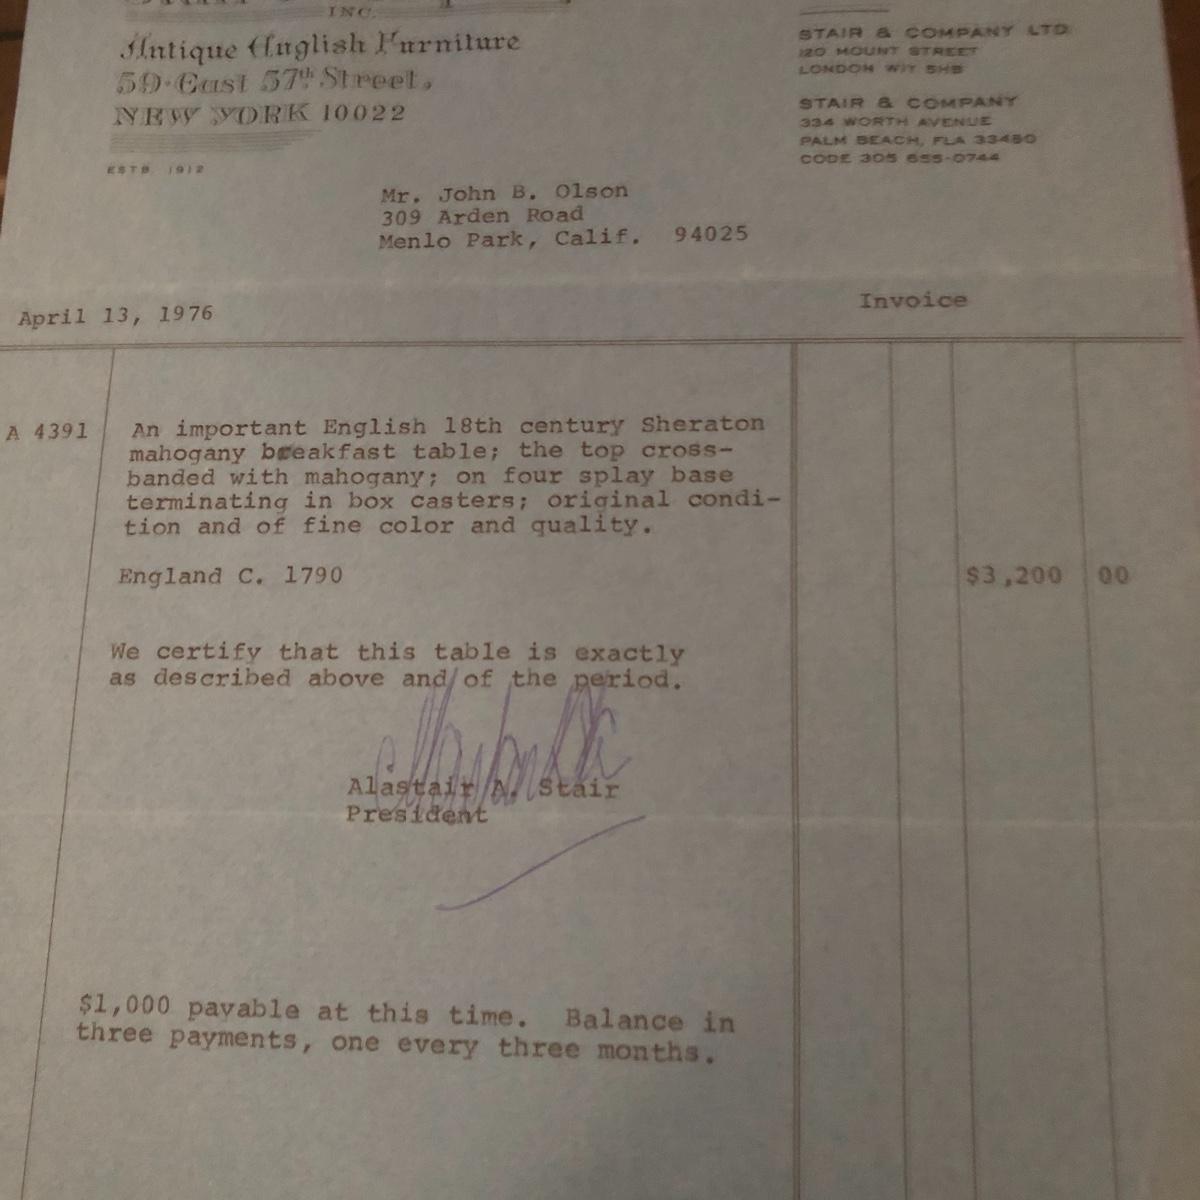 INC.
Antique English Furniture
59 East 57th Street,
NEW YORK 10022
ESTB. 1912
STAIR & COMPANY LTD
120 MOUNT STREET
LONDON W1Y 5HB
STAIR & COMPANY
334 WORTH AVENUE
PALM BEACH, FLA 33480
CODE 305 655-0744
Mr. John B. Olson
309 Arden Road
Menlo Park, Calif. 94025
April 13, 1976
Invoice
A 4391
An important English 18th century Sheraton
mahogany breakfast table; the top cross-
banded with mahogany; on four splay base
terminating in box casters; original condi-
tion and of fine color and quality.
England C. 1790 $3,200 00
We certify that this table is exactly
as described above and of the period.
Alastair A. Stair
President
$1,000 payable at this time. Balance in
three payments, one every three months.